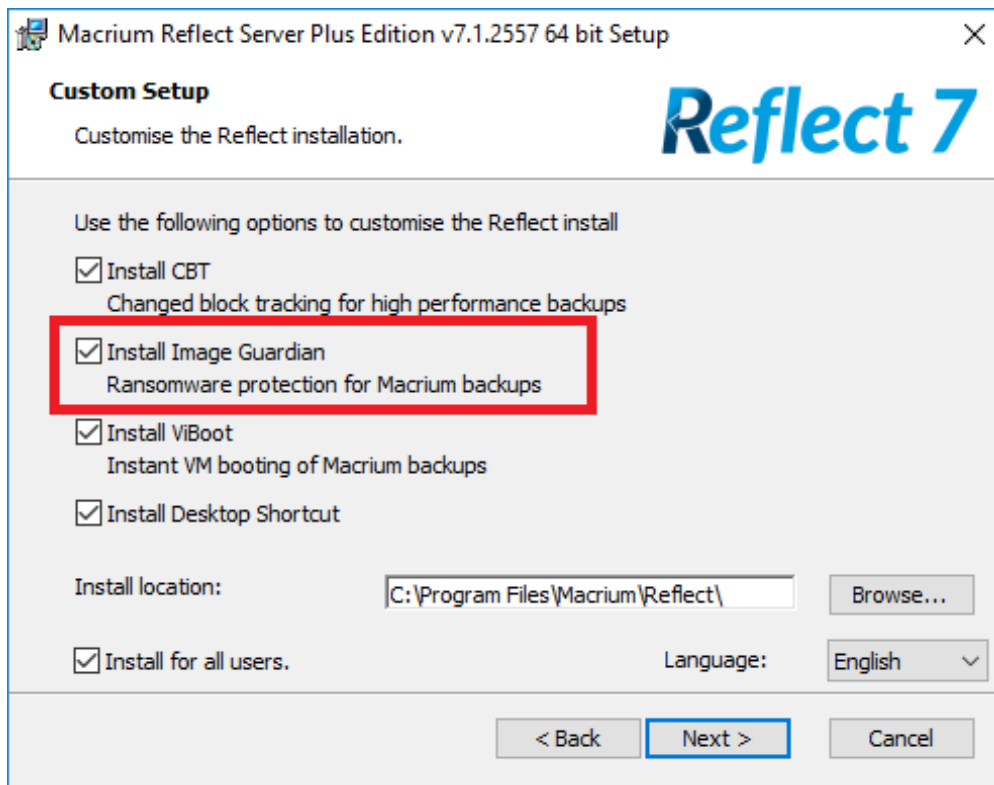 Macrium Reflect Server Plus Edition v7.1.2557 64 bit Setup
Custom Setup
Customise the Reflect installation.
Reflect 7
Use the following options to customise the Reflect install
Install CBT
Changed block tracking for high performance backups
Install Image Guardian
Ransomware protection for Macrium backups
Install ViBoot
Instant VM booting of Macrium backups
Install Desktop Shortcut
Install location:
C:\Program Files\Macrium\Reflect\
Browse...
Install for all users.
Language:
English
< Back
Next >
Cancel